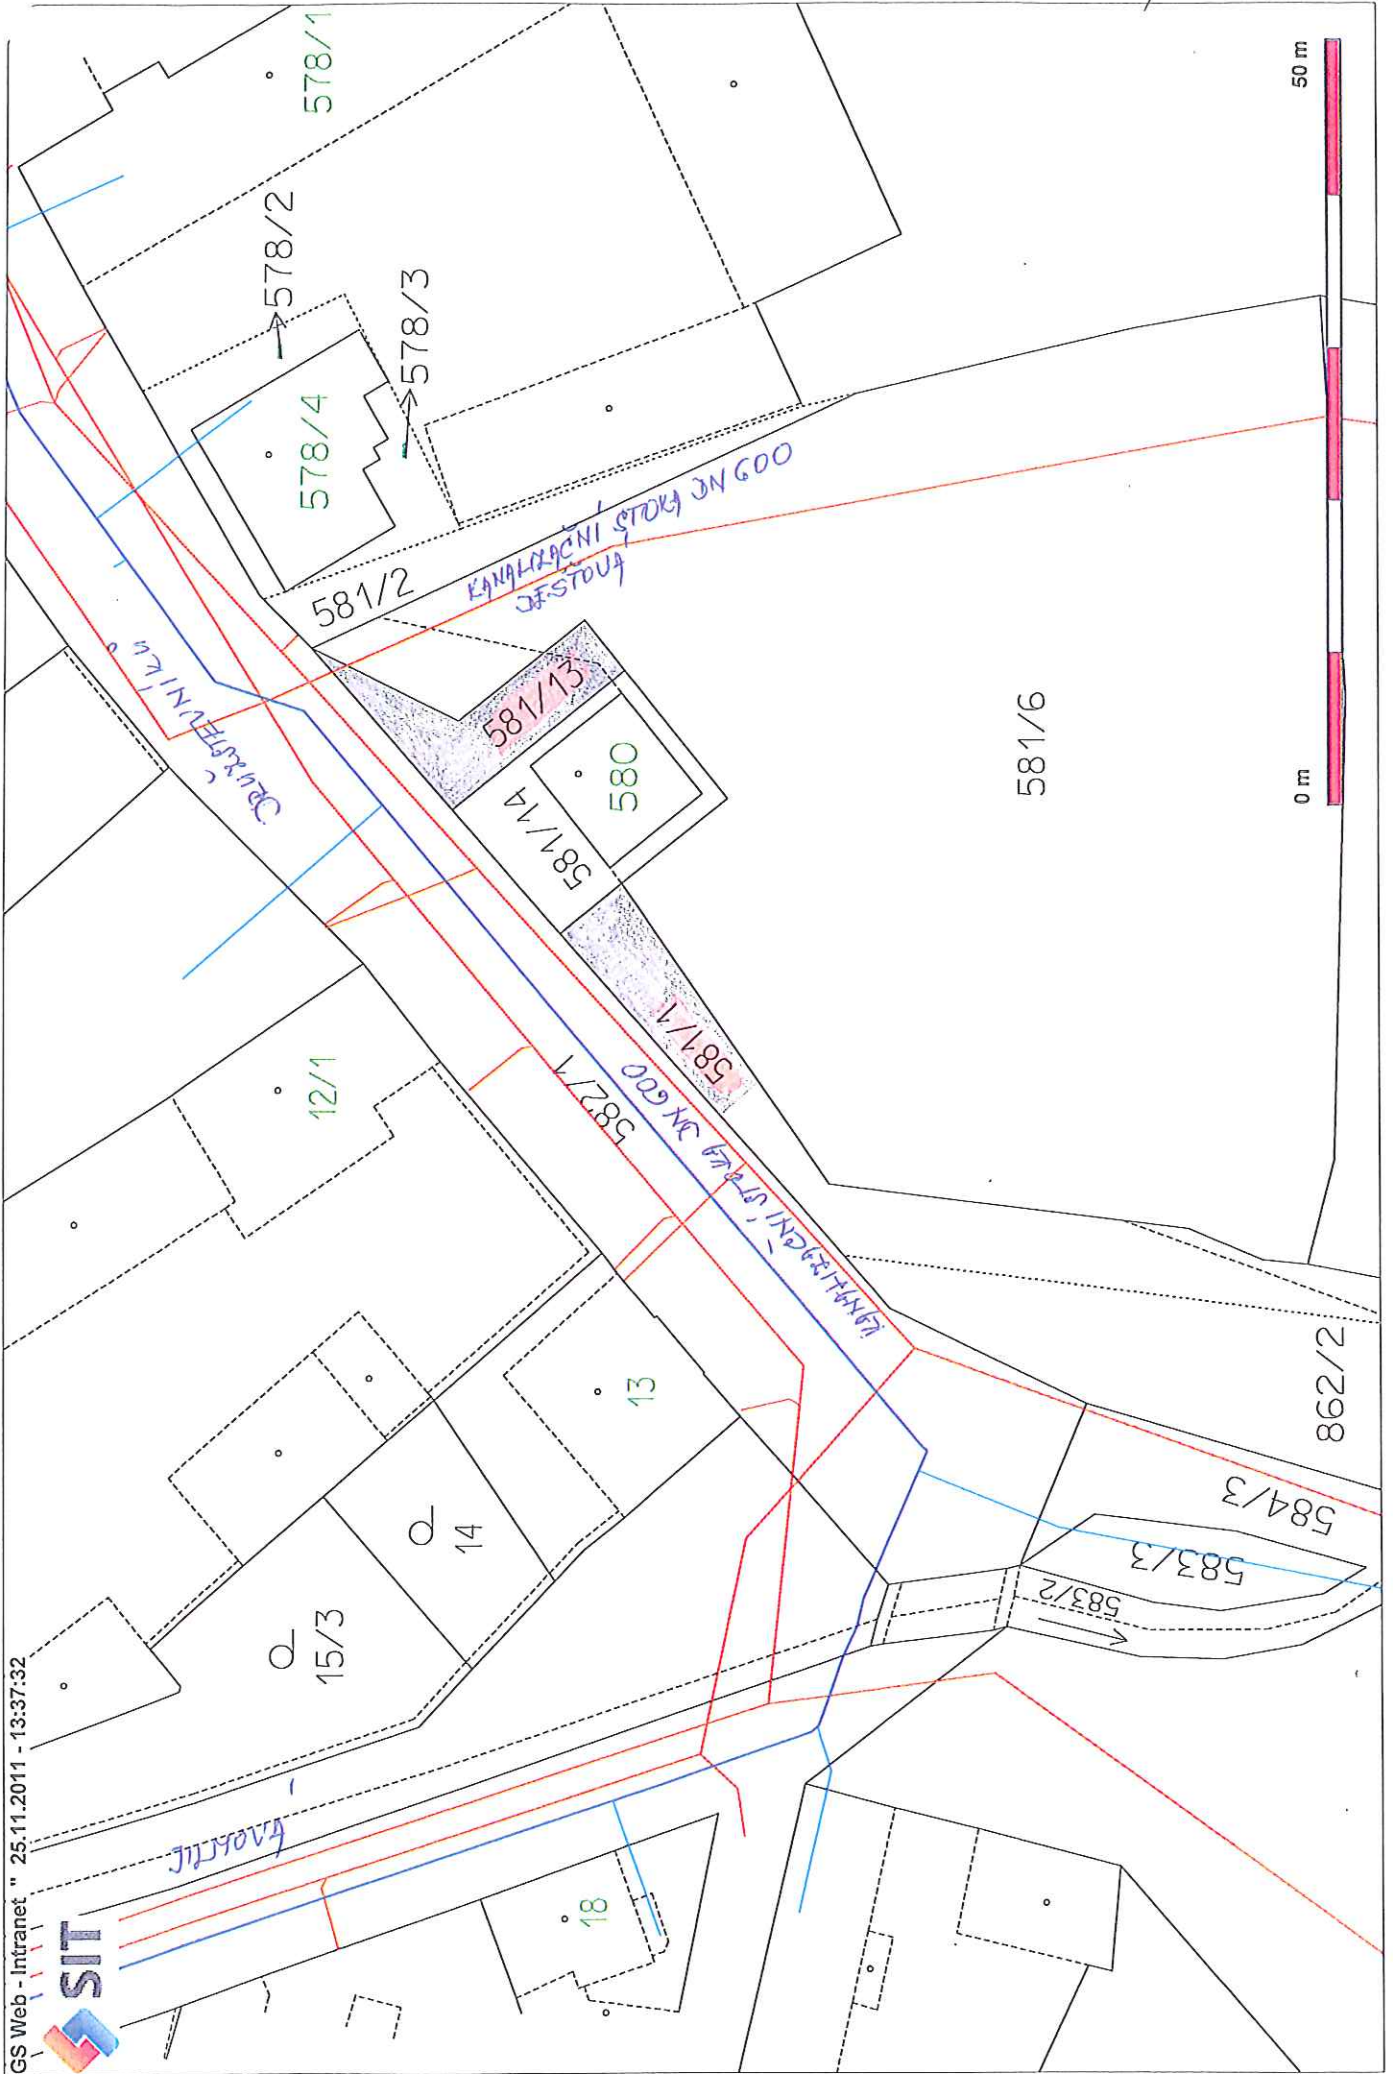 GS Web - Intranet " 25.11.2011 - 13:37:32
SIT
578/1
578/2
578/3
578/4
581/2
KANALIZAČNÍ STOKA DN 600
DEŠŤOVÁ
DRUŽSTEVNÍKŮ
581/13
580
581/14
581/6
581/1
582/1
KANALIZAČNÍ STOKA DN 600
12/1
13
14
15/3
18
862/2
584/3
583/3
583/2
0 m
50 m